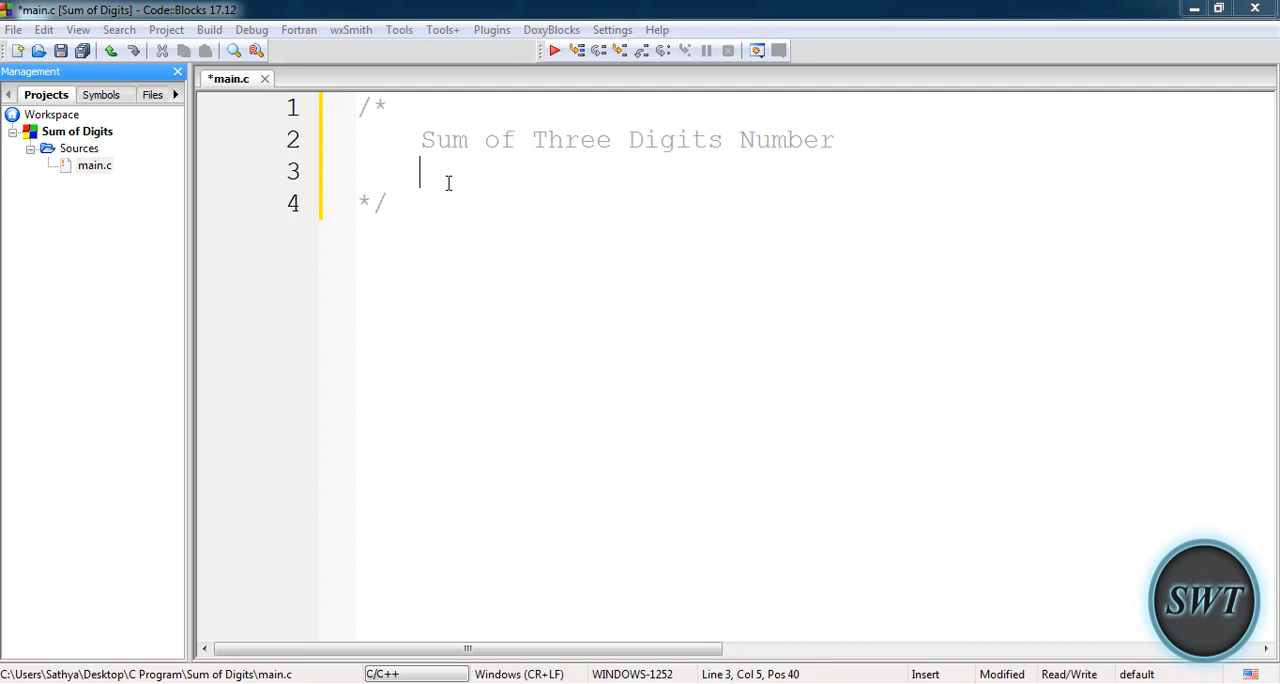 *main.c [Sum of Digits] - Code::Blocks 17.12
File Edit View Search Project Build Debug Fortran wxSmith Tools Tools+ Plugins DoxyBlocks Settings Help
Management
*main.c
Projects Symbols Files
Workspace
Sum of Digits
Sources
main.c
1 /*
2 Sum of Three Digits Number
3
4 */
SWT
C:\Users\Sathya\Desktop\C Program\Sum of Digits\main.c C/C++ Windows (CR+LF) WINDOWS-1252 Line 3, Col 5, Pos 40 Insert Modified Read/Write default